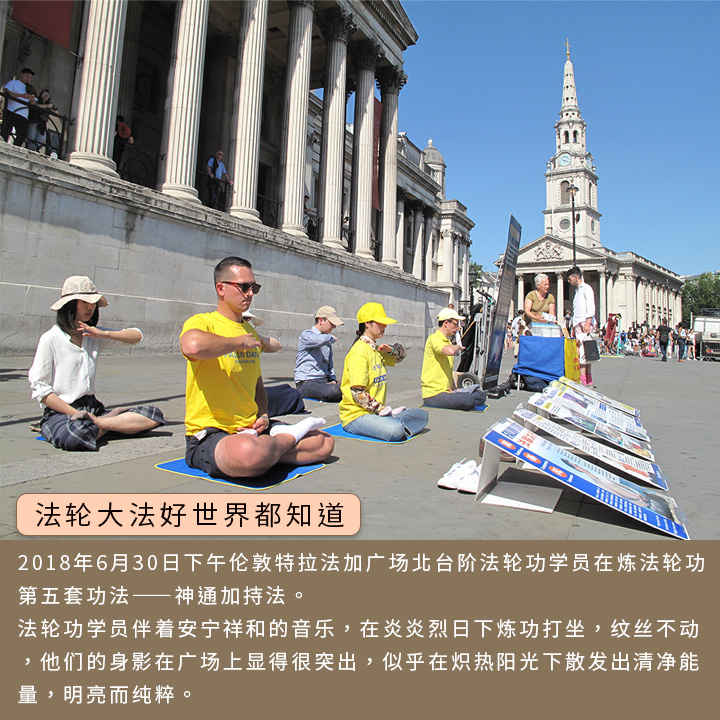 FALUN DAFA
法轮大法好世界都知道
2018年6月30日下午伦敦特拉法加广场北台阶法轮功学员在炼法轮功
第五套功法——神通加持法。
法轮功学员伴着安宁祥和的音乐，在炎炎烈日下炼功打坐，纹丝不动
，他们的身影在广场上显得很突出，似乎在炽热阳光下散发出清净能
量，明亮而纯粹。